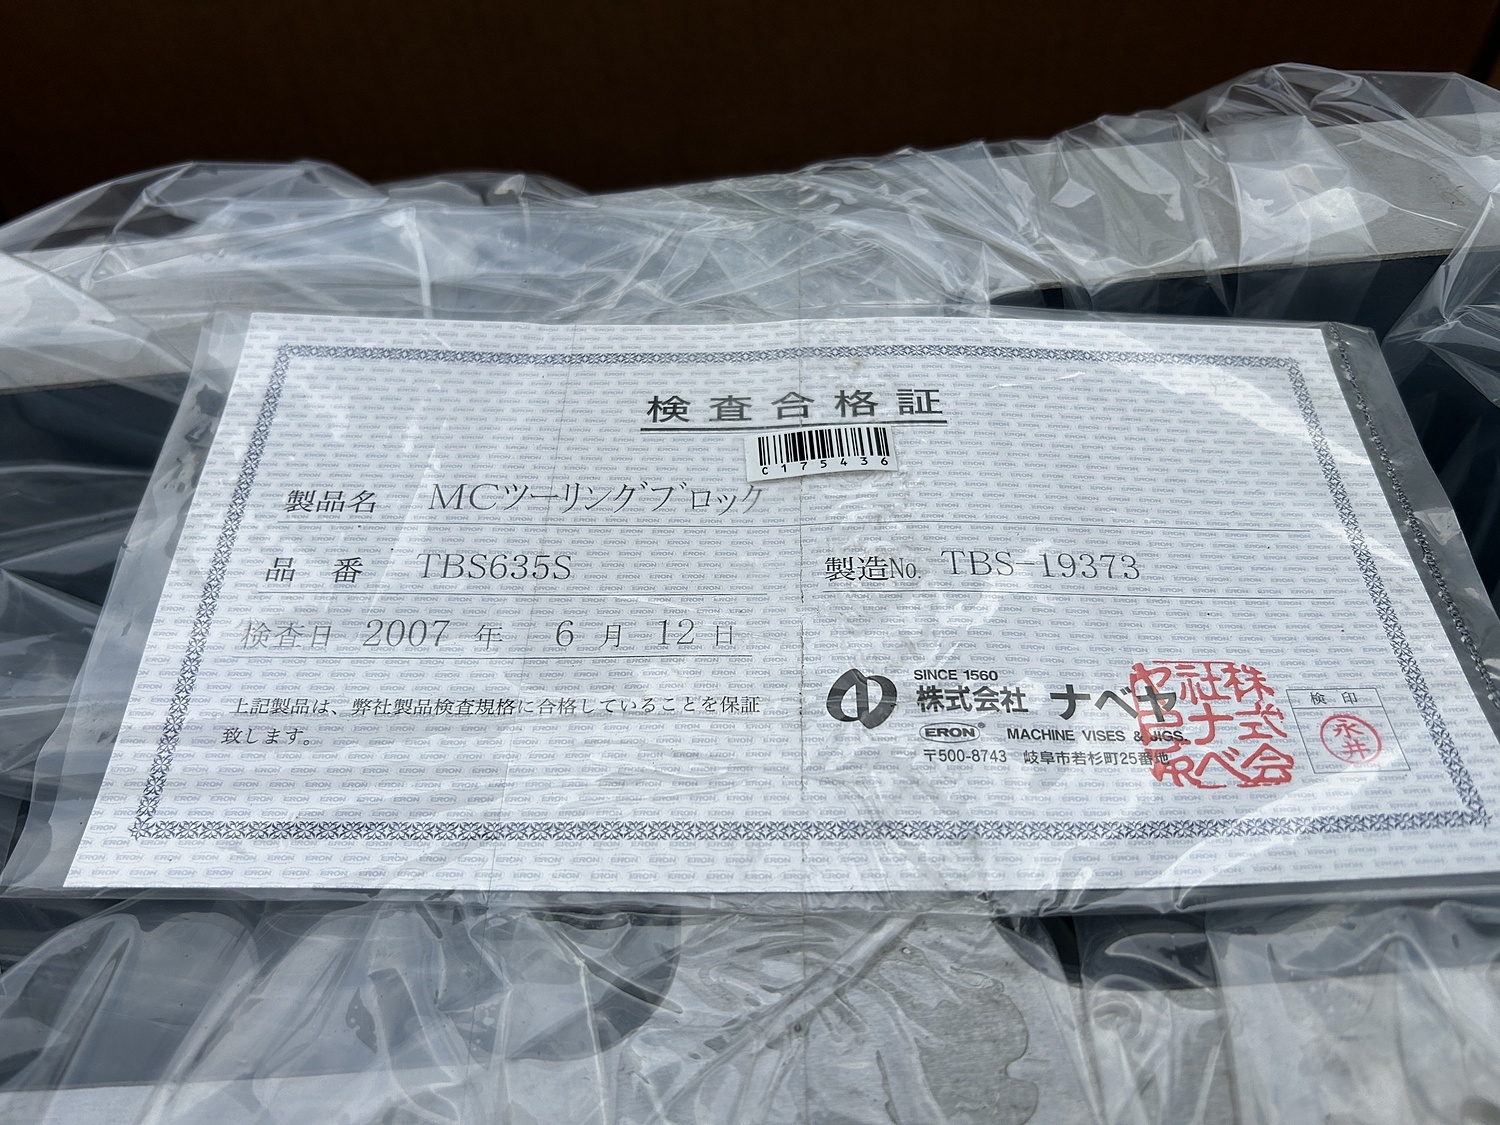 検査合格証
C175436
製品名 MCツーリングブロック
品番 TBS635S 製造No. TBS-19373
検査日 2007 年 6 月 12 日
上記製品は、弊社製品検査規格に合格していることを保証
致します。
SINCE 1560
株式会社 ナベヤ
ERON® MACHINE VISES & JIGS.
〒500-8743 岐阜市若杉町25番地
検印
永井